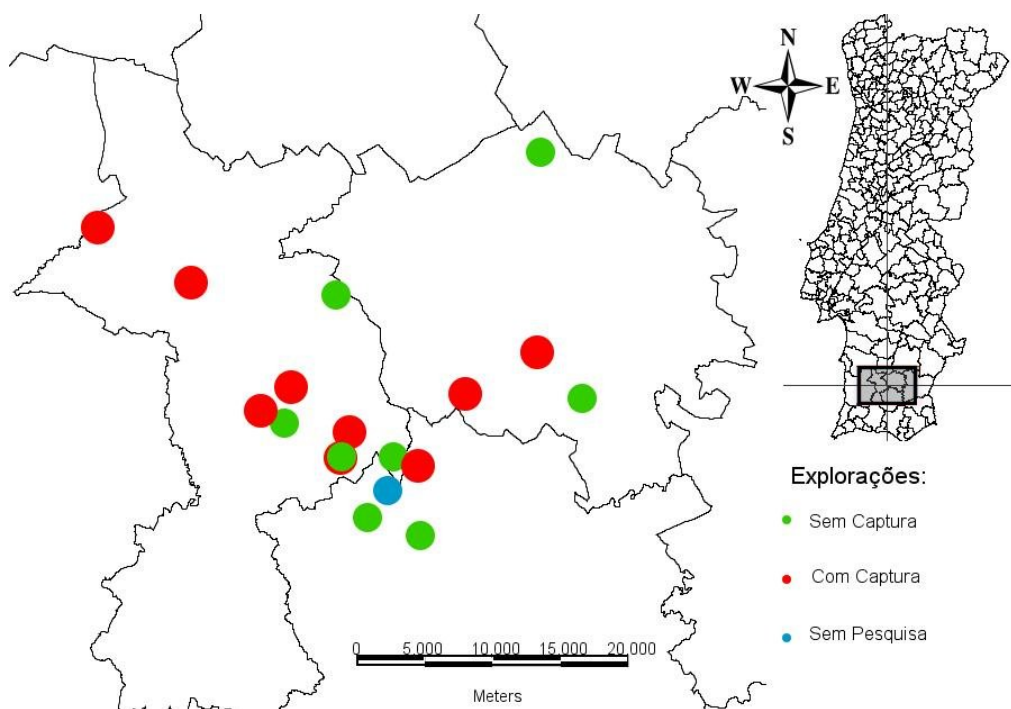 N
W E
S
Explorações:
Sem Captura
Com Captura
Sem Pesquisa
0 5,000 10,000 15,000 20,000
Meters